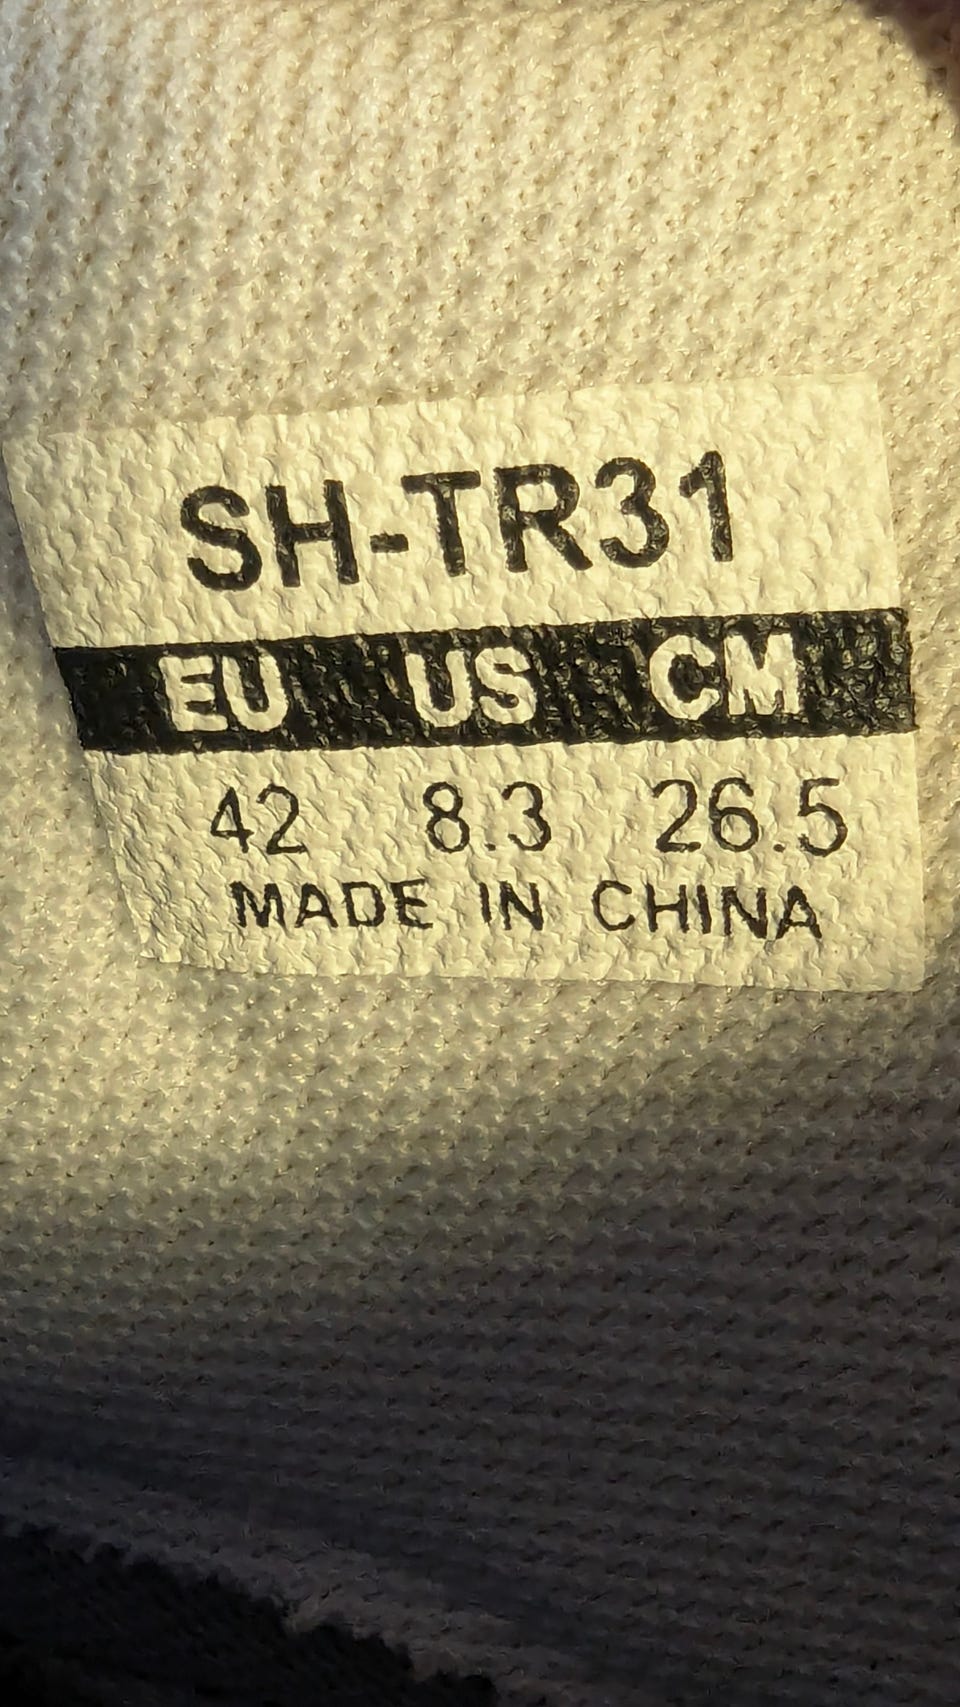 SH-TR31
EU US CM
42 8.3 26.5
MADE IN CHINA